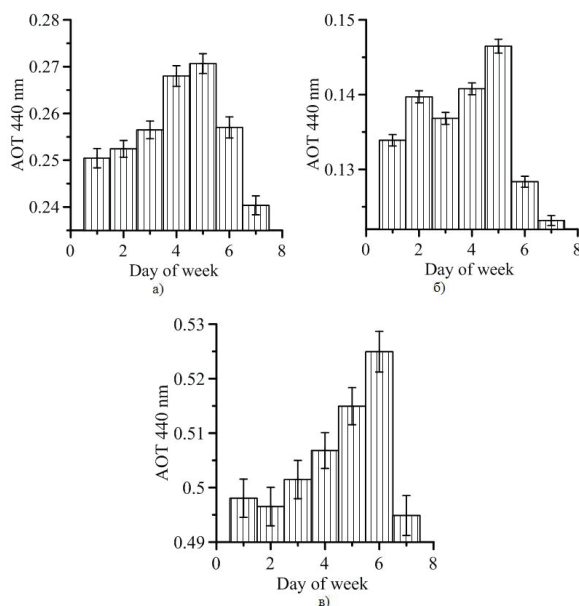 0.28
0.27
0.26
0.25
0.24
AOT 440 nm
0 2 4 6 8
Day of week
а)
0.15
0.14
0.13
AOT 440 nm
0 2 4 6 8
Day of week
б)
0.53
0.52
0.51
0.5
0.49
AOT 440 nm
0 2 4 6 8
Day of week
в)